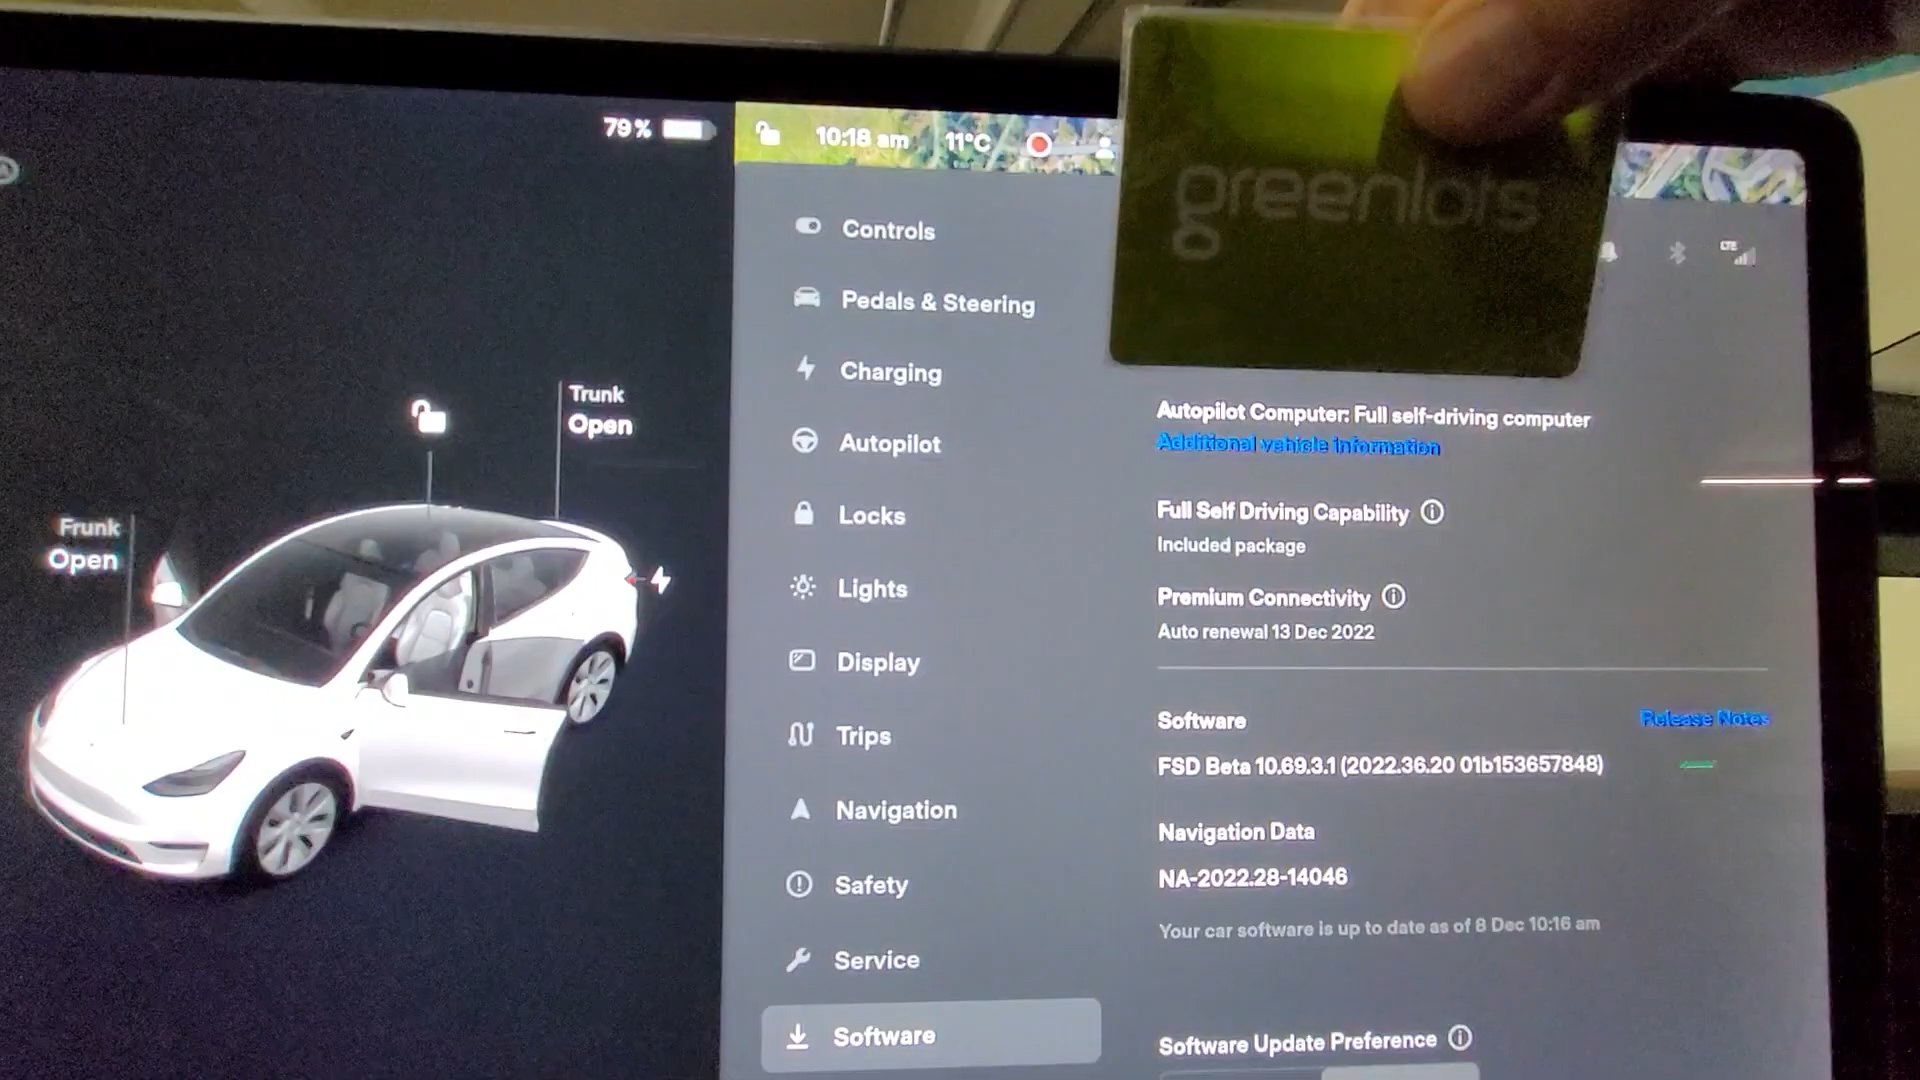 79%
10:18 am
11°C
greenlots
g
LTE
Controls
Pedals & Steering
Charging
Autopilot
Locks
Lights
Display
Trips
Navigation
Safety
Service
Software
Trunk
Open
Frunk
Open
Autopilot Computer: Full self-driving computer
Additional vehicle information
Full Self Driving Capability
Included package
Premium Connectivity
Auto renewal 13 Dec 2022
Software
Release Notes
FSD Beta 10.69.3.1 (2022.36.20 01b153657848)
Navigation Data
NA-2022.28-14046
Your car software is up to date as of 8 Dec 10:16 am
Software Update Preference